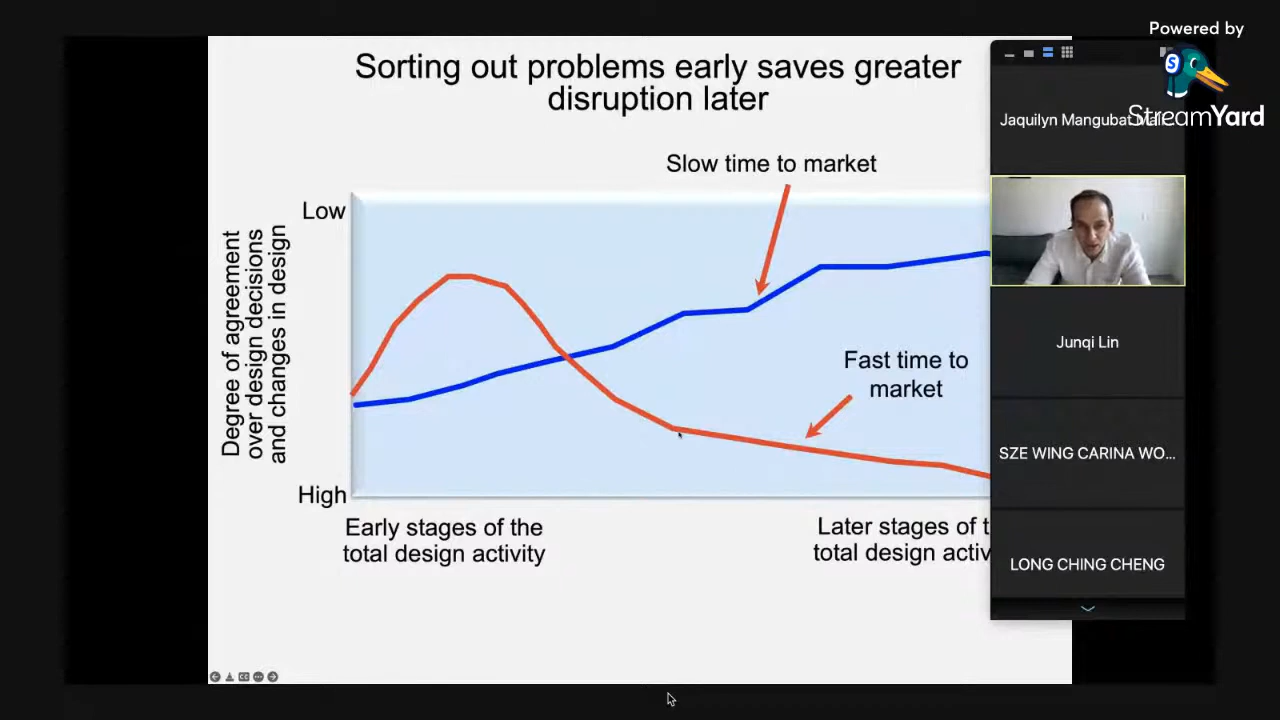 Powered by
StreamYard
Sorting out problems early saves greater
disruption later
Slow time to market
Low
Degree of agreement
over design decisions
and changes in design
Fast time to
market
High
Early stages of the
total design activity
Later stages of t
total design activ
Jaquilyn Mangubat
Junqi Lin
SZE WING CARINA WO...
LONG CHING CHENG